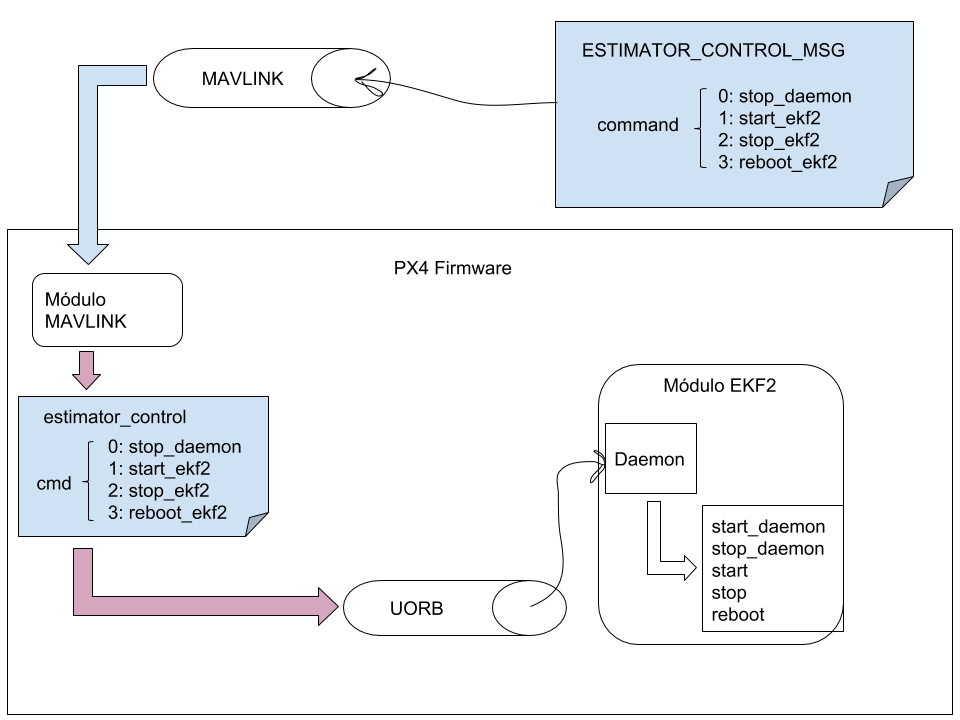 MAVLINK
ESTIMATOR_CONTROL_MSG
command
0: stop_daemon
1: start_ekf2
2: stop_ekf2
3: reboot_ekf2
PX4 Firmware
Módulo
MAVLINK
estimator_control
cmd
0: stop_daemon
1: start_ekf2
2: stop_ekf2
3: reboot_ekf2
UORB
Módulo EKF2
Daemon
start_daemon
stop_daemon
start
stop
reboot